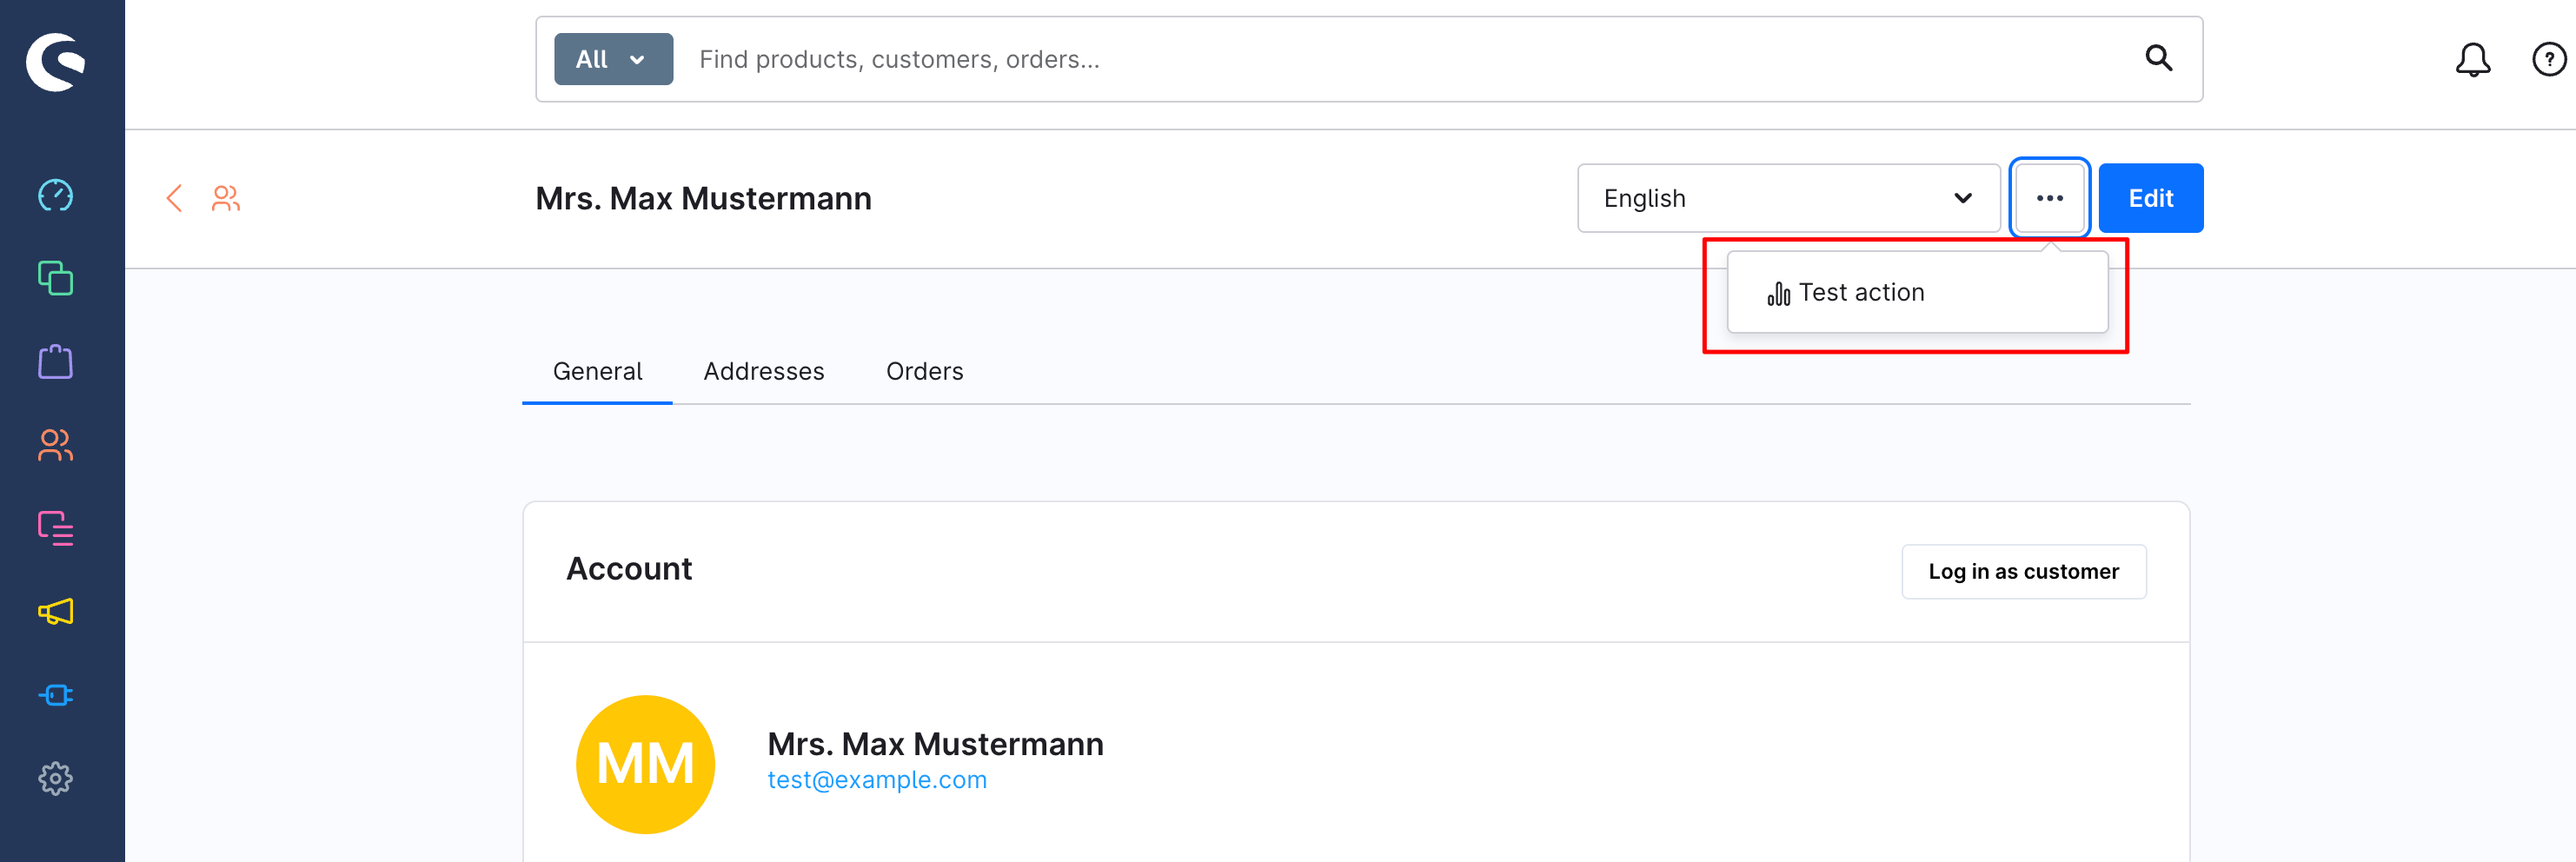 All
Find products, customers, orders...
?
Mrs. Max Mustermann
English
Edit
Test action
General
Addresses
Orders
Account
Log in as customer
MM
Mrs. Max Mustermann
test@example.com